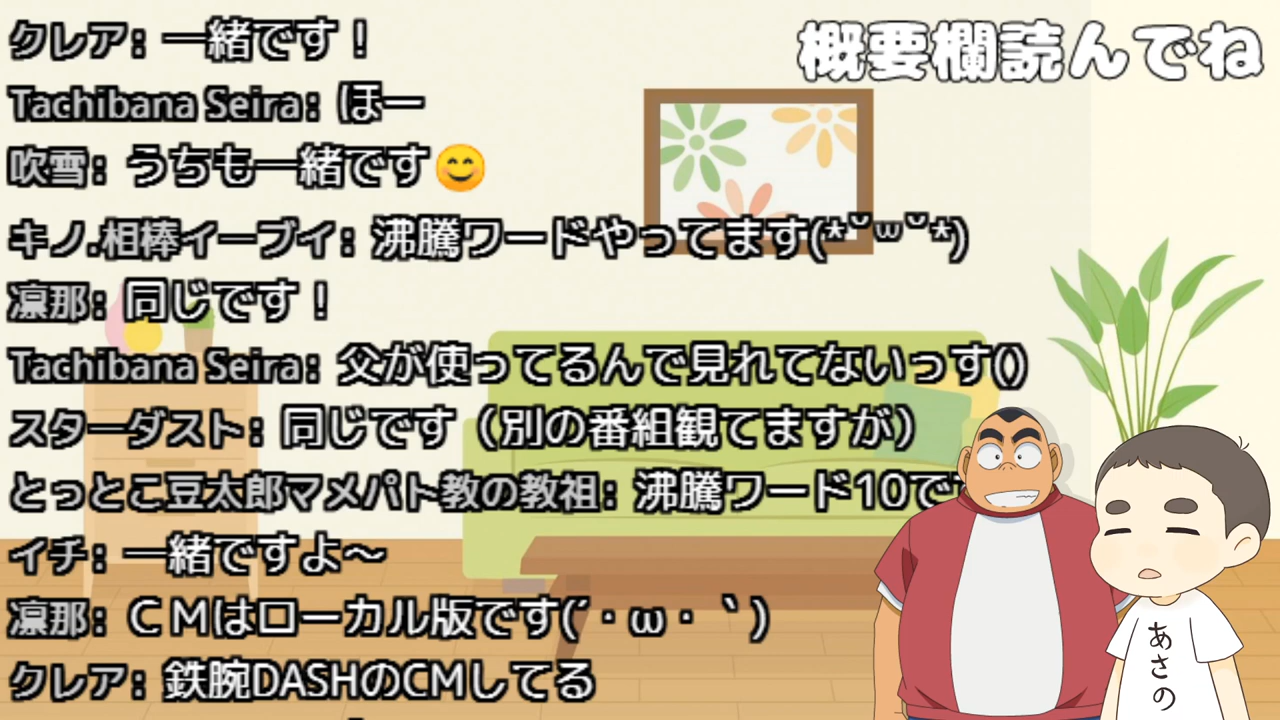 クレア: 一緒です！
概要欄読んでね
Tachibana Seira: ほー
吹雪: うちも一緒です😊
キノ.相棒イーブイ: 沸騰ワードやってます(*˘꒳˘*)
凛那: 同じです！
Tachibana Seira: 父が使ってるんで見れてないっす()
スターダスト: 同じです（別の番組観てますが）
とっとこ豆太郎マメパト教の教祖: 沸騰ワード10で
イチ: 一緒ですよ〜
凛那: ＣＭはローカル版です(´・ω・｀)
クレア: 鉄腕DASHのCMしてる
あさの